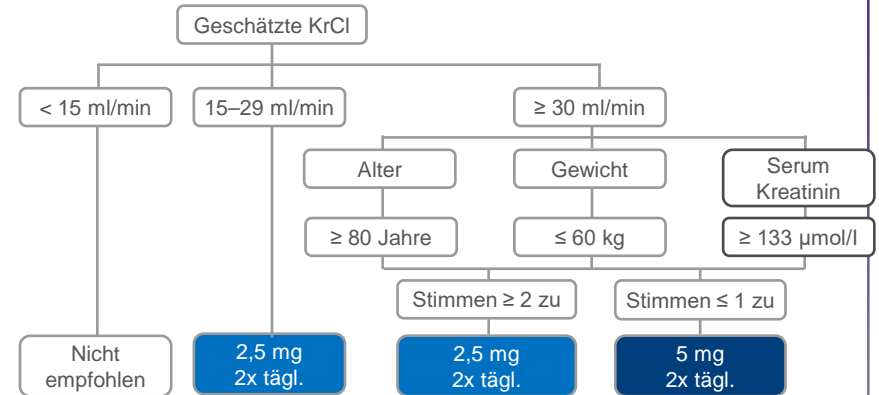 Geschätzte KrCl
< 15 ml/min
15–29 ml/min
≥ 30 ml/min
Alter
Gewicht
Serum
Kreatinin
≥ 80 Jahre
≤ 60 kg
≥ 133 µmol/l
Stimmen ≥ 2 zu
Stimmen ≤ 1 zu
Nicht
empfohlen
2,5 mg
2x tägl.
2,5 mg
2x tägl.
5 mg
2x tägl.